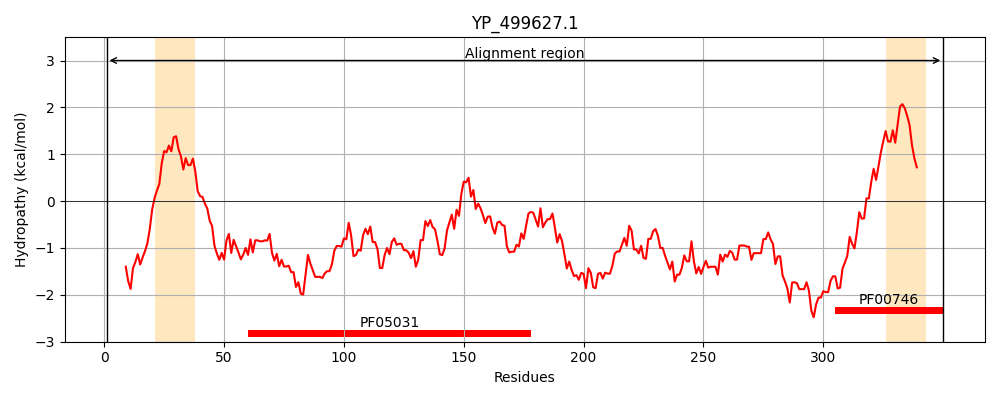 YP_499627.1
Hydropathy (kcal/mol)
3
2
1
0
−1
−2
−3
Alignment region
PF05031
PF00746
0
50
100
150
200
250
300
Residues